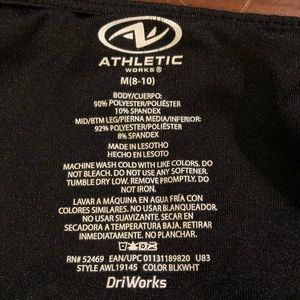 ATHLETIC
WORKS®
M(8-10)
BODY/CUERPO:
90% POLYESTER/POLIÉSTER
10% SPANDEX
MID/BTM LEG/PIERNA MEDIA/INFERIOR:
92% POLYESTER/POLIÉSTER
8% SPANDEX
MADE IN LESOTHO
HECHO EN LESOTO
MACHINE WASH COLD WITH LIKE COLORS. DO
NOT BLEACH. DO NOT USE ANY SOFTENER.
TUMBLE DRY LOW. REMOVE PROMPTLY. DO
NOT IRON.
LAVAR A MÁQUINA EN AGUA FRÍA CON
COLORES SIMILARES. NO USAR BLANQUEADOR.
NO USAR SUAVIZANTE. SECAR EN
SECADORA A TEMPERATURA BAJA. RETIRAR
INMEDIATAMENTE. NO PLANCHAR.
RN# 52469 EAN/UPC 01131189820 U83
STYLE AWL19145 COLOR BLKWHT
DriWorks